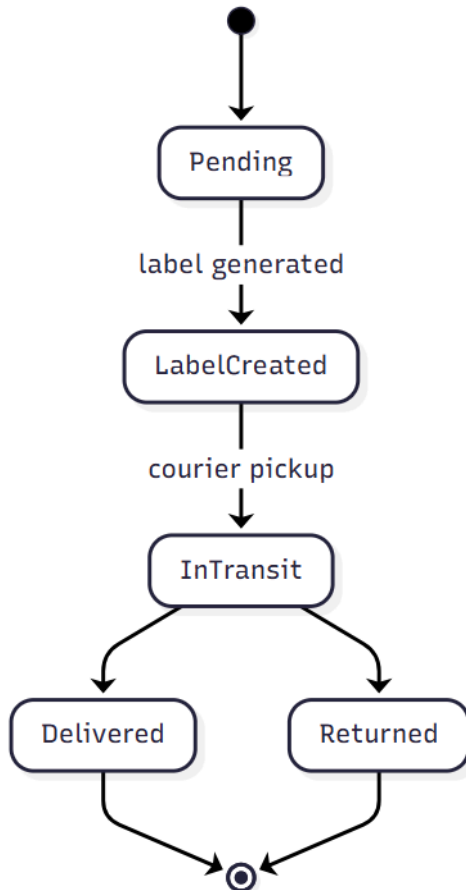 Pending
label generated
LabelCreated
courier pickup
InTransit
Delivered
Returned